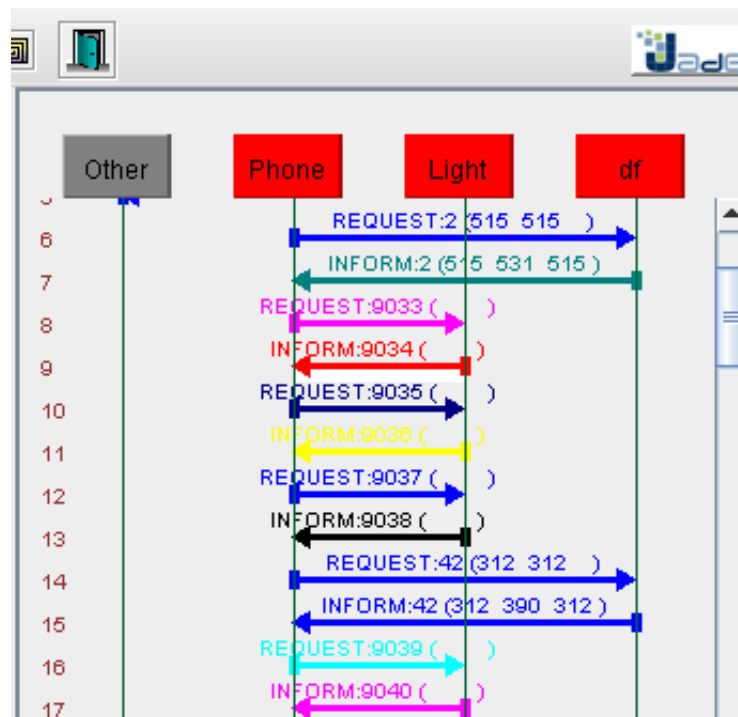 Jade
Other Phone Light df
6 REQUEST:2 (515 515 )
7 INFORM:2 (515 531 515 )
8 REQUEST:9033 ( )
9 INFORM:9034 ( )
10 REQUEST:9035 ( )
11 INFORM:9036 ( )
12 REQUEST:9037 ( )
13 INFORM:9038 ( )
14 REQUEST:42 (312 312 )
15 INFORM:42 (312 390 312 )
16 REQUEST:9039 ( )
17 INFORM:9040 ( )